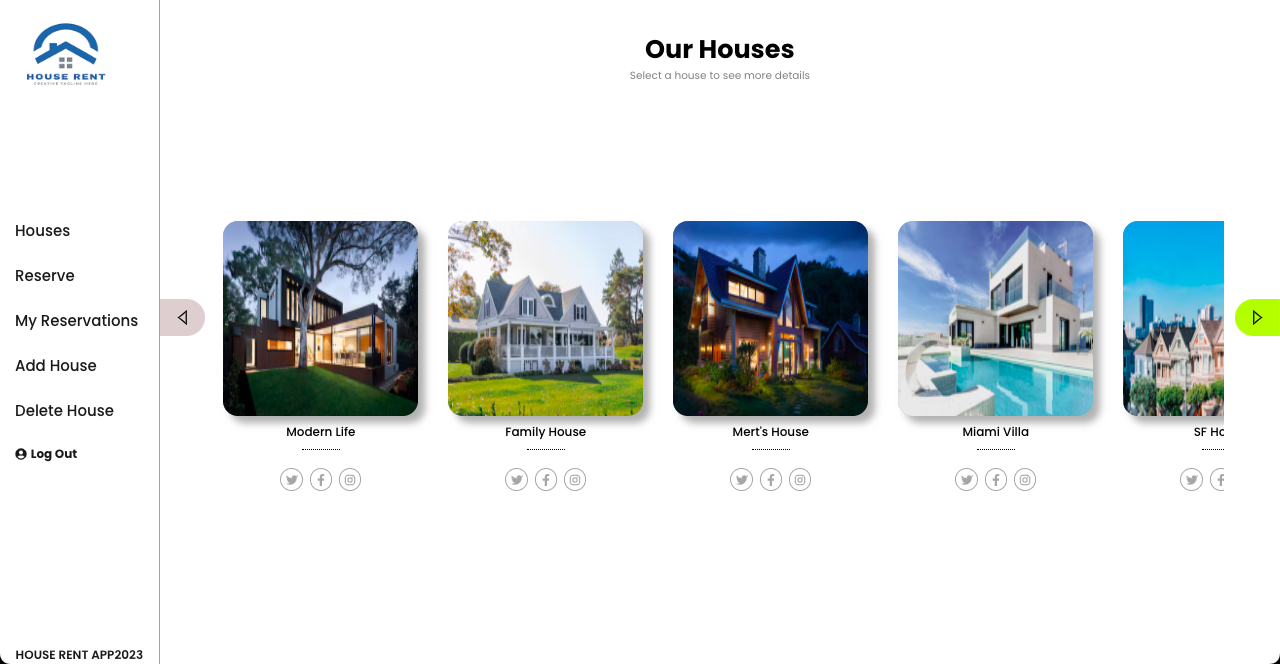 HOUSE RENT
CREATIVE TAGLINE HERE
Our Houses
Select a house to see more details
Houses
Reserve
My Reservations
Add House
Delete House
Log Out
Modern Life
Family House
Mert's House
Miami Villa
SF Ho
HOUSE RENT APP2023